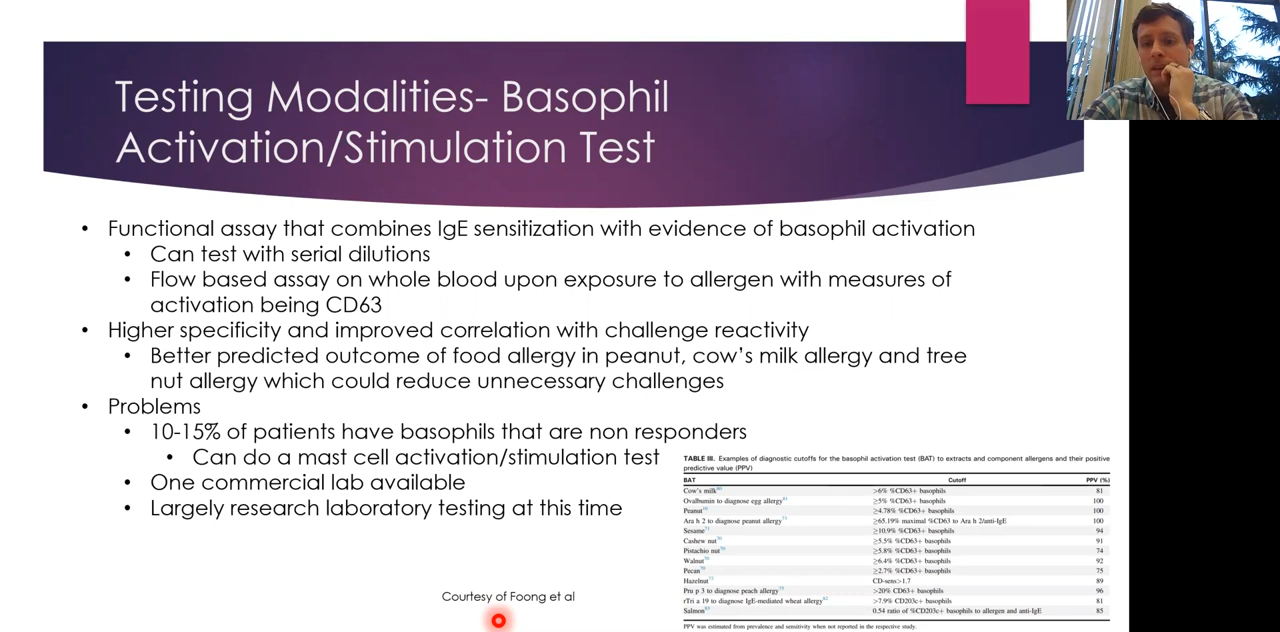 Testing Modalities- Basophil
Activation/Stimulation Test
• Functional assay that combines IgE sensitization with evidence of basophil activation
• Can test with serial dilutions
• Flow based assay on whole blood upon exposure to allergen with measures of
activation being CD63
• Higher specificity and improved correlation with challenge reactivity
• Better predicted outcome of food allergy in peanut, cow's milk allergy and tree
nut allergy which could reduce unnecessary challenges
• Problems
• 10-15% of patients have basophils that are non responders
• Can do a mast cell activation/stimulation test
• One commercial lab available
• Largely research laboratory testing at this time
TABLE III. Examples of diagnostic cutoffs for the basophil activation test (BAT) to extracts and component allergens and their positive
predictive value (PPV)
BAT Cutoff PPV (%)
Cow's milk >6% %CD63+ basophils 81
Ovalbumin to diagnose egg allergy ≥5% %CD63+ basophils 100
Peanut ≥4.78% %CD63+ basophils 100
Ara h 2 to diagnose peanut allergy ≥65.19% maximal %CD63 to Ara h 2/anti-IgE 100
Sesame ≥10.9% %CD63+ basophils 94
Cashew nut ≥5.5% %CD63+ basophils 91
Pistachio nut ≥5.8% %CD63+ basophils 74
Walnut ≥6.4% %CD63+ basophils 92
Pecan ≥2.7% %CD63+ basophils 75
Hazelnut CD-sens>1.7 89
Pru p 3 to diagnose peach allergy >20% CD63+ basophils 96
rTri a 19 to diagnose IgE-mediated wheat allergy >7.9% CD203c+ basophils 81
Salmon 0.54 ratio of %CD203c+ basophils to allergen and anti-IgE 85
PPV was estimated from prevalence and sensitivity when not reported in the respective study.
Courtesy of Foong et al